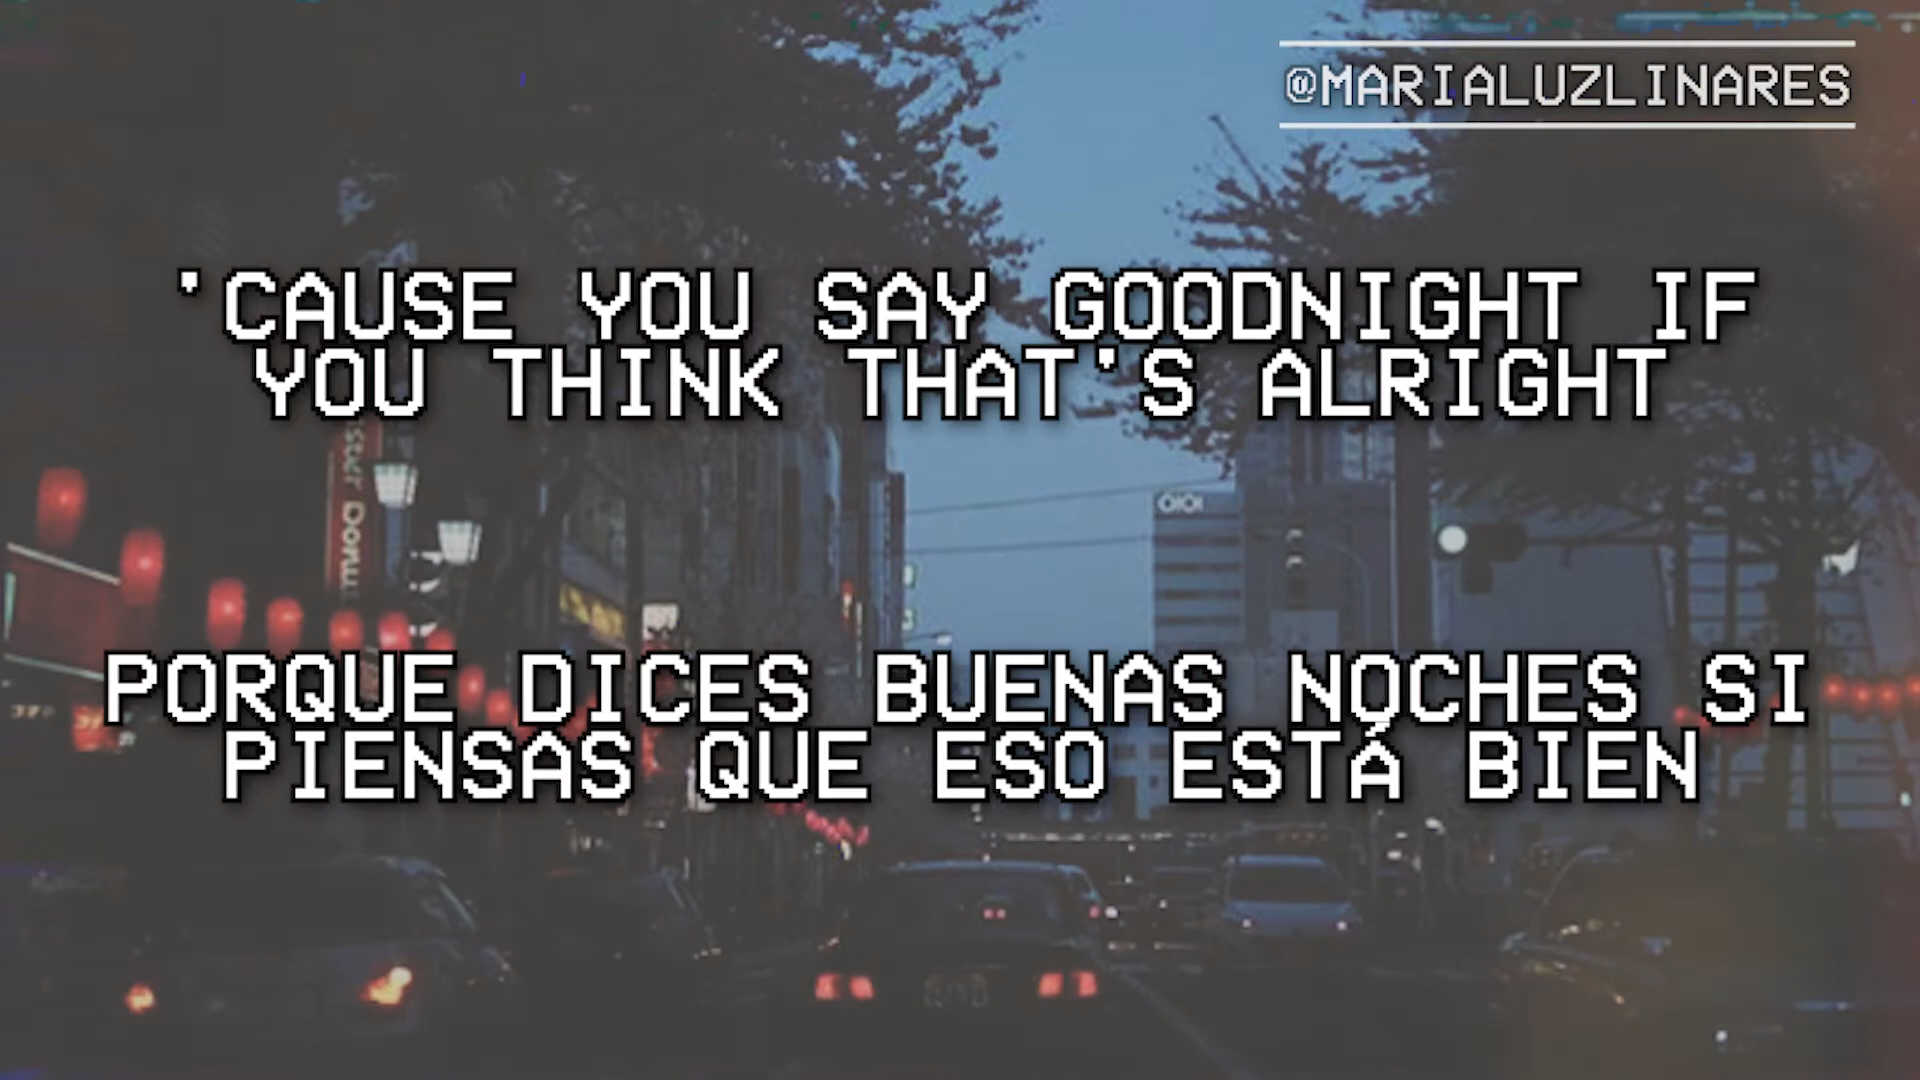 @MARIALUZLINARES
'CAUSE YOU SAY GOODNIGHT IF
YOU THINK THAT'S ALRIGHT
OIOI
PORQUE DICES BUENAS NOCHES SI
PIENSAS QUE ESO ESTÁ BIEN